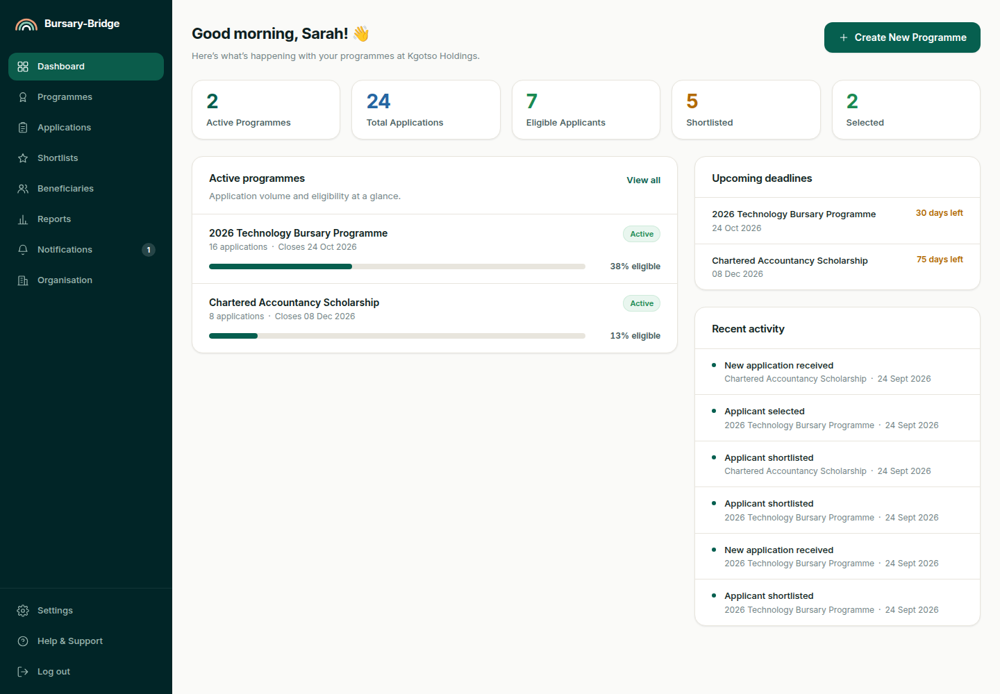 Bursary-Bridge
Dashboard
Programmes
Applications
Shortlists
Beneficiaries
Reports
Notifications 1
Organisation
Settings
Help & Support
Log out
Good morning, Sarah! 👋
Here's what's happening with your programmes at Kgotso Holdings.
+ Create New Programme
2
Active Programmes
24
Total Applications
7
Eligible Applicants
5
Shortlisted
2
Selected
Active programmes
View all
Application volume and eligibility at a glance.
2026 Technology Bursary Programme
Active
16 applications · Closes 24 Oct 2026
38% eligible
Chartered Accountancy Scholarship
Active
8 applications · Closes 08 Dec 2026
13% eligible
Upcoming deadlines
2026 Technology Bursary Programme
30 days left
24 Oct 2026
Chartered Accountancy Scholarship
75 days left
08 Dec 2026
Recent activity
New application received
Chartered Accountancy Scholarship · 24 Sept 2026
Applicant selected
2026 Technology Bursary Programme · 24 Sept 2026
Applicant shortlisted
Chartered Accountancy Scholarship · 24 Sept 2026
Applicant shortlisted
2026 Technology Bursary Programme · 24 Sept 2026
New application received
2026 Technology Bursary Programme · 24 Sept 2026
Applicant shortlisted
2026 Technology Bursary Programme · 24 Sept 2026